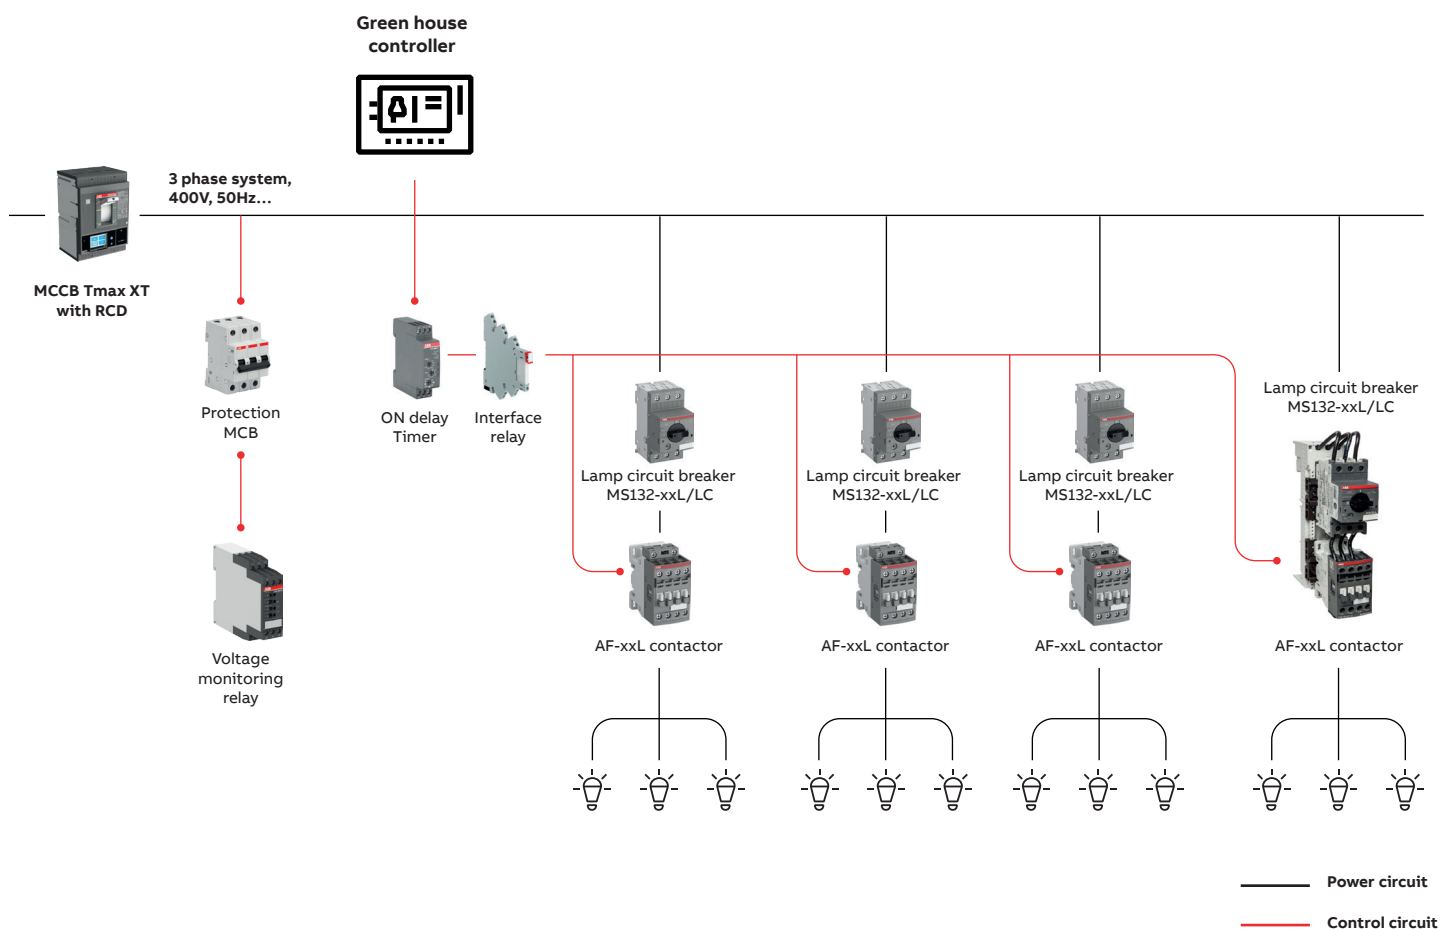 Green house
controller
3 phase system,
400V, 50Hz...
MCCB Tmax XT
with RCD
Protection
MCB
ON delay
Timer
Interface
relay
Lamp circuit breaker
MS132-xxL/LC
Lamp circuit breaker
MS132-xxL/LC
Lamp circuit breaker
MS132-xxL/LC
Lamp circuit breaker
MS132-xxL/LC
Voltage
monitoring
relay
AF-xxL contactor
AF-xxL contactor
AF-xxL contactor
AF-xxL contactor
Power circuit
Control circuit